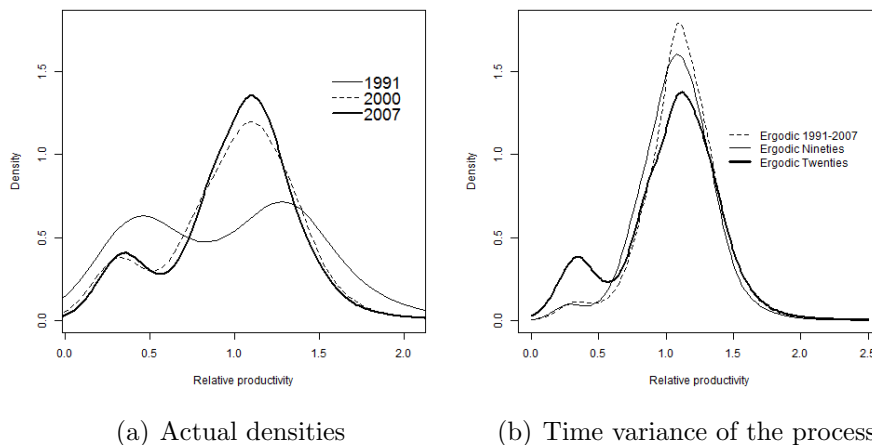 1991
2000
2007
Density
0.0 0.5 1.0 1.5
0.0 0.5 1.0 1.5 2.0
Relative productivity
(a) Actual densities
Ergodic 1991-2007
Ergodic Nineties
Ergodic Twenties
Density
0.0 0.5 1.0 1.5
0.0 0.5 1.0 1.5 2.0 2.5
Relative productivity
(b) Time variance of the process